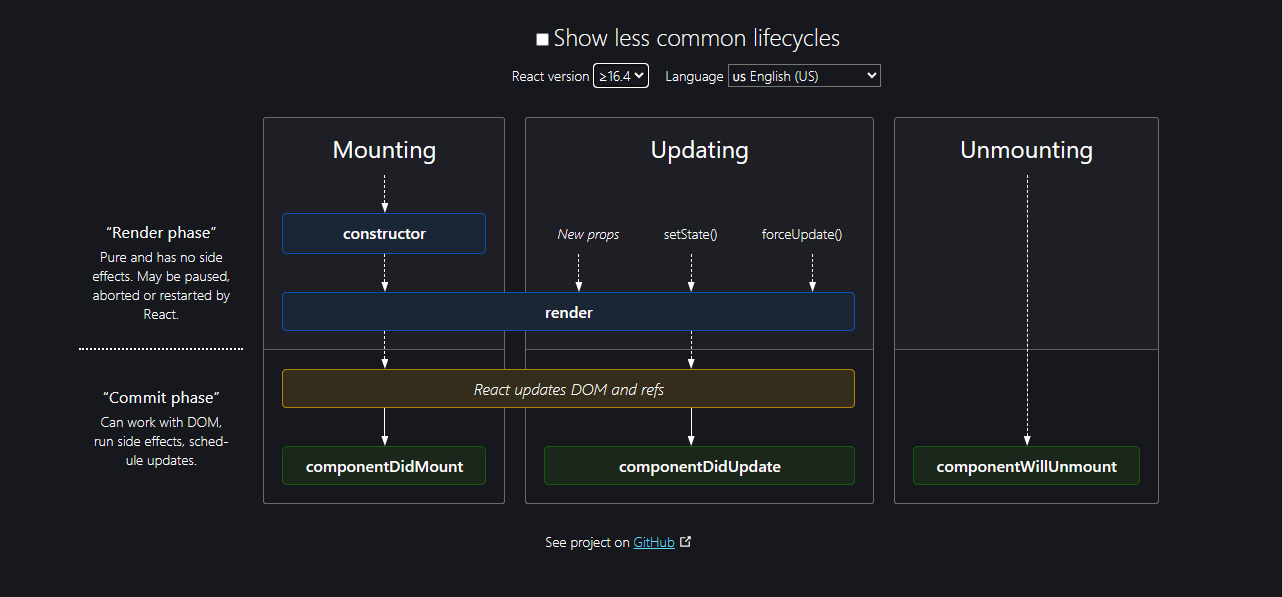 Show less common lifecycles
React version ≥16.4 Language us English (US)
Mounting
Updating
Unmounting
“Render phase”
Pure and has no side
effects. May be paused,
aborted or restarted by
React.
constructor
New props
setState()
forceUpdate()
render
“Commit phase”
Can work with DOM,
run side effects, sched-
ule updates.
React updates DOM and refs
componentDidMount
componentDidUpdate
componentWillUnmount
See project on GitHub